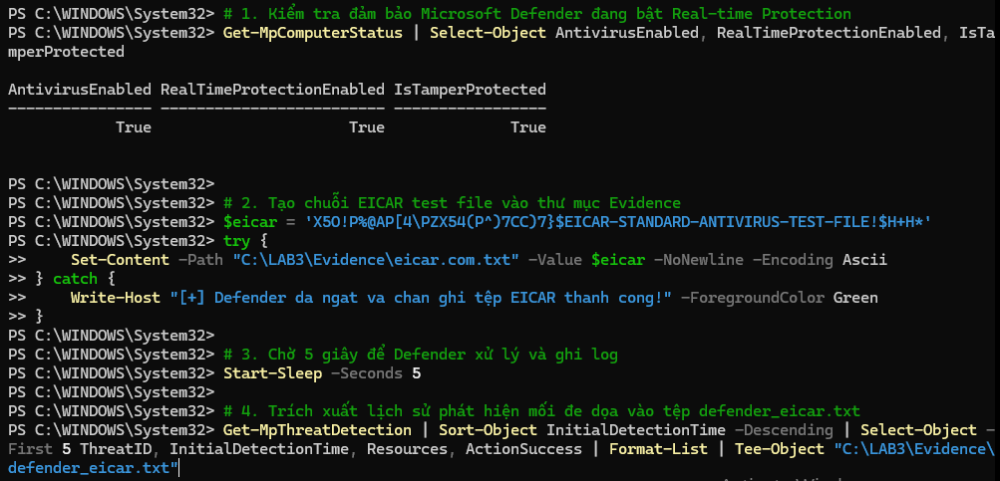 PS C:\WINDOWS\System32> # 1. Kiểm tra đảm bảo Microsoft Defender đang bật Real-time Protection
PS C:\WINDOWS\System32> Get-MpComputerStatus | Select-Object AntivirusEnabled, RealTimeProtectionEnabled, IsTa
mperProtected
AntivirusEnabled RealTimeProtectionEnabled IsTamperProtected
---------------- ------------------------- -----------------
True True True
PS C:\WINDOWS\System32>
PS C:\WINDOWS\System32> # 2. Tạo chuỗi EICAR test file vào thư mục Evidence
PS C:\WINDOWS\System32> $eicar = 'X5O!P%@AP[4\PZX54(P^)7CC)7}$EICAR-STANDARD-ANTIVIRUS-TEST-FILE!$H+H*'
PS C:\WINDOWS\System32> try {
>>     Set-Content -Path "C:\LAB3\Evidence\eicar.com.txt" -Value $eicar -NoNewline -Encoding Ascii
>> } catch {
>>     Write-Host "[+] Defender da ngat va chan ghi tệp EICAR thanh cong!" -ForegroundColor Green
>> }
PS C:\WINDOWS\System32>
PS C:\WINDOWS\System32> # 3. Chờ 5 giây để Defender xử lý và ghi log
PS C:\WINDOWS\System32> Start-Sleep -Seconds 5
PS C:\WINDOWS\System32>
PS C:\WINDOWS\System32> # 4. Trích xuất lịch sử phát hiện mối đe dọa vào tệp defender_eicar.txt
PS C:\WINDOWS\System32> Get-MpThreatDetection | Sort-Object InitialDetectionTime -Descending | Select-Object -
First 5 ThreatID, InitialDetectionTime, Resources, ActionSuccess | Format-List | Tee-Object "C:\LAB3\Evidence\
defender_eicar.txt"